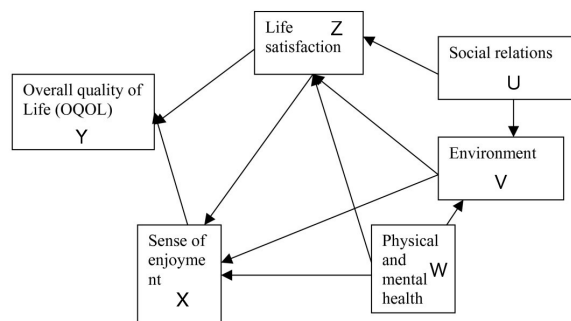 Life Z
satisfaction
Social relations
U
Overall quality of
Life (OQOL)
Y
Environment
V
Sense of
enjoyme
nt
X
Physical
and
mental W
health